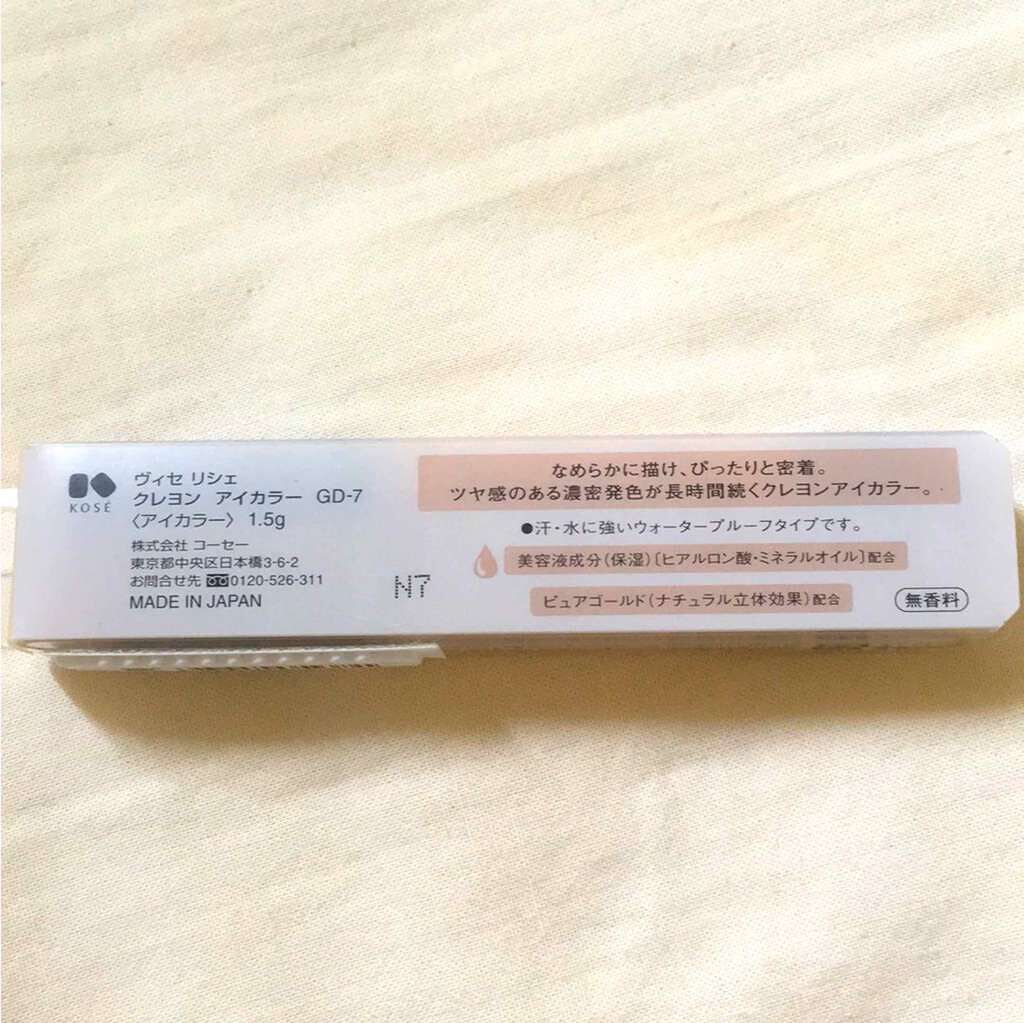 KOSÉ
ヴィセ リシェ
クレヨン アイカラー GD-7
〈アイカラー〉 1.5g
株式会社 コーセー
東京都中央区日本橋3-6-2
お問合せ先 0120-526-311
MADE IN JAPAN
N7
なめらかに描け、ぴったりと密着。
ツヤ感のある濃密発色が長時間続くクレヨンアイカラー。
●汗・水に強いウォータープルーフタイプです。
美容液成分(保湿)[ヒアルロン酸・ミネラルオイル]配合
ピュアゴールド(ナチュラル立体効果)配合
無香料